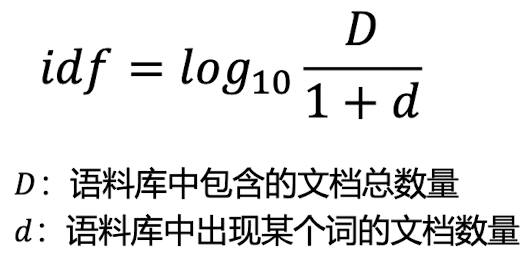 idf = log₁₀ D / (1 + d)
D：语料库中包含的文档总数量
d：语料库中出现某个词的文档数量